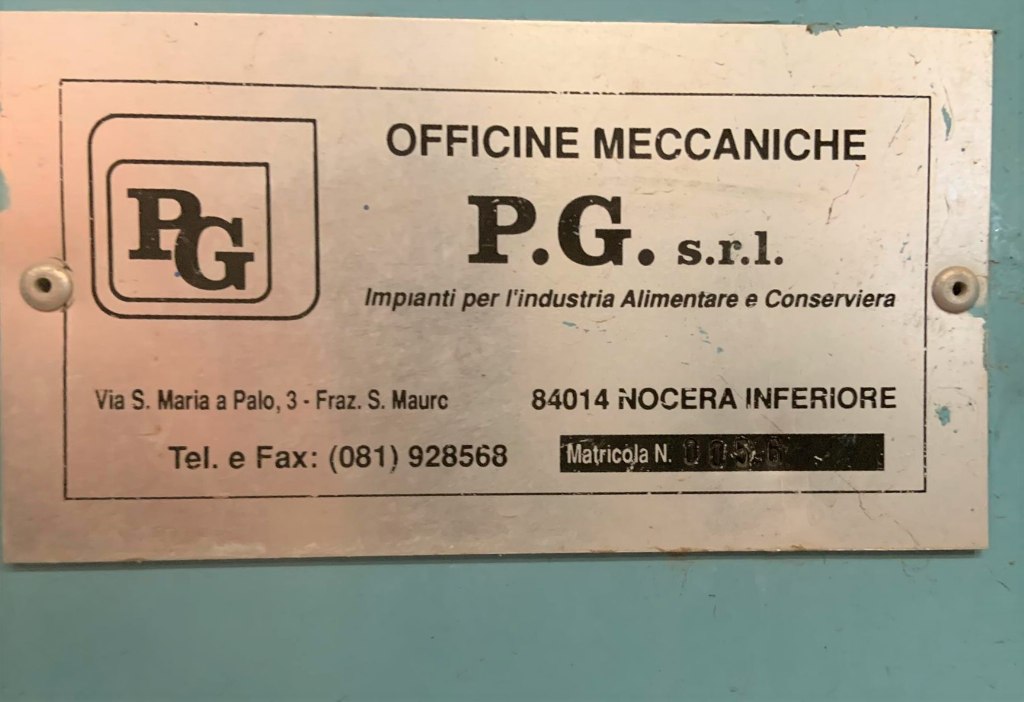 PG
OFFICINE MECCANICHE
P.G. s.r.l.
Impianti per l'industria Alimentare e Conserviera
Via S. Maria a Palo, 3 - Fraz. S. Mauro
84014 NOCERA INFERIORE
Tel. e Fax: (081) 928568
Matricola N.